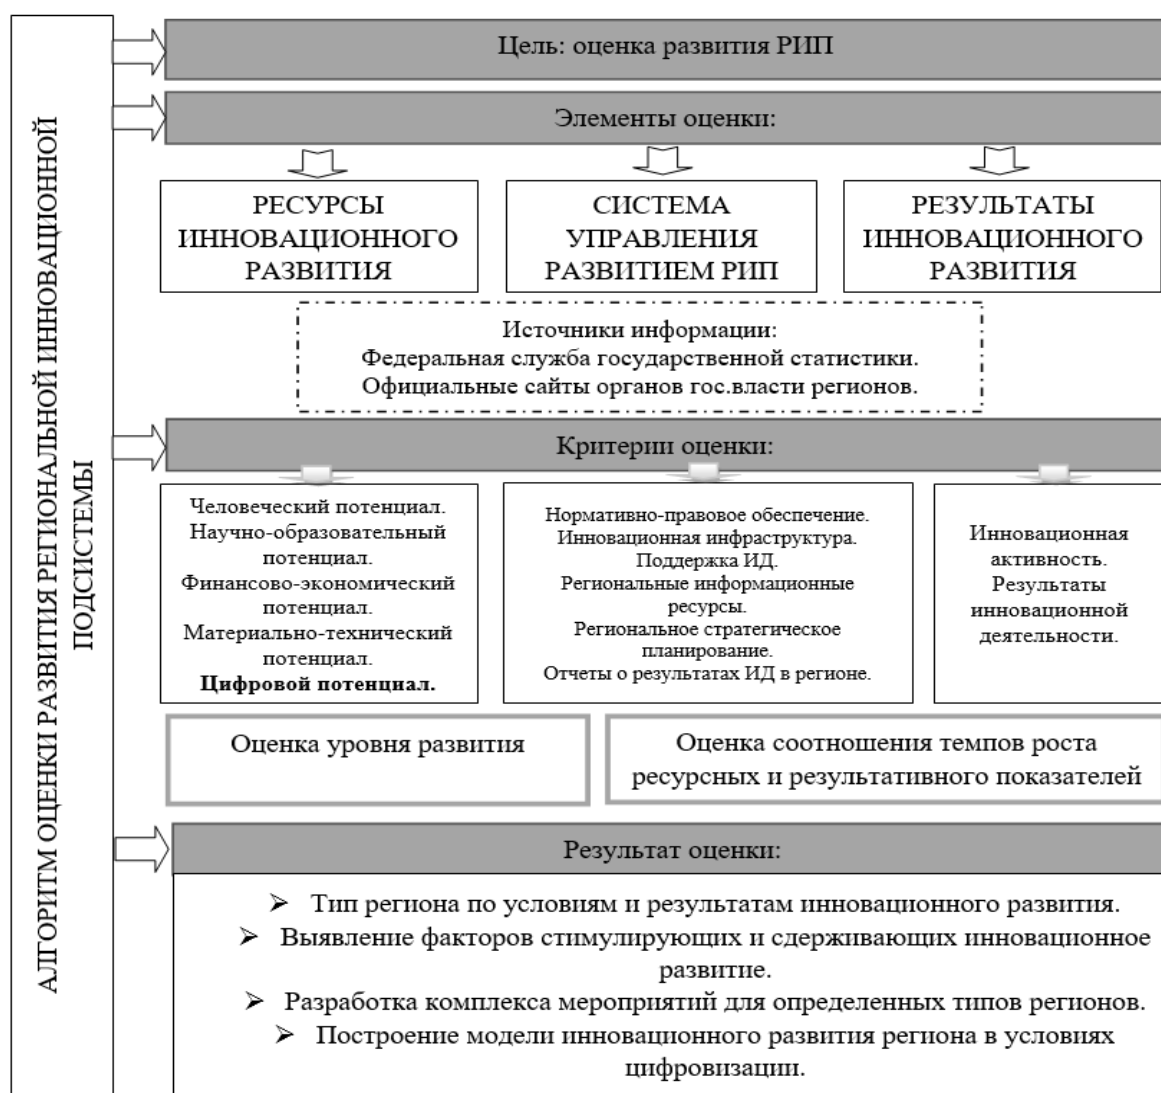 АЛГОРИТМ ОЦЕНКИ РАЗВИТИЯ РЕГИОНАЛЬНОЙ ИННОВАЦИОННОЙ
ПОДСИСТЕМЫ
Цель: оценка развития РИП
Элементы оценки:
РЕСУРСЫ
ИННОВАЦИОННОГО
РАЗВИТИЯ
СИСТЕМА
УПРАВЛЕНИЯ
РАЗВИТИЕМ РИП
РЕЗУЛЬТАТЫ
ИННОВАЦИОННОГО
РАЗВИТИЯ
Источники информации:
Федеральная служба государственной статистики.
Официальные сайты органов гос.власти регионов.
Критерии оценки:
Человеческий потенциал.
Научно-образовательный
потенциал.
Финансово-экономический
потенциал.
Материально-технический
потенциал.
Цифровой потенциал.
Нормативно-правовое обеспечение.
Инновационная инфраструктура.
Поддержка ИД.
Региональные информационные
ресурсы.
Региональное стратегическое
планирование.
Отчеты о результатах ИД в регионе.
Инновационная
активность.
Результаты
инновационной
деятельности.
Оценка уровня развития
Оценка соотношения темпов роста
ресурсных и результативного показателей
Результат оценки:
➢ Тип региона по условиям и результатам инновационного развития.
➢ Выявление факторов стимулирующих и сдерживающих инновационное
развитие.
➢ Разработка комплекса мероприятий для определенных типов регионов.
➢ Построение модели инновационного развития региона в условиях
цифровизации.